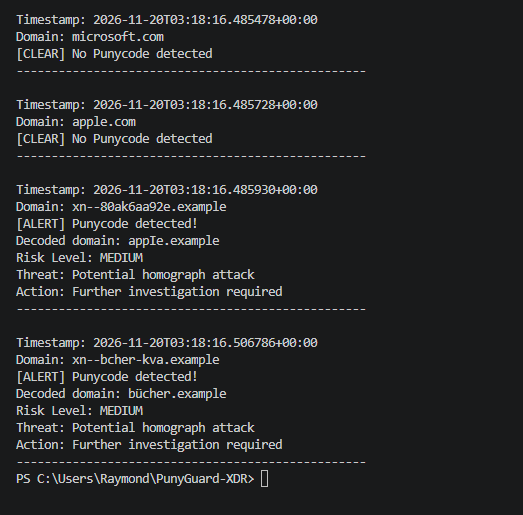 Timestamp: 2026-11-20T03:18:16.485478+00:00
Domain: microsoft.com
[CLEAR] No Punycode detected
--------------------------------------------------
Timestamp: 2026-11-20T03:18:16.485728+00:00
Domain: apple.com
[CLEAR] No Punycode detected
--------------------------------------------------
Timestamp: 2026-11-20T03:18:16.485930+00:00
Domain: xn--80ak6aa92e.example
[ALERT] Punycode detected!
Decoded domain: аррӏе.example
Risk Level: MEDIUM
Threat: Potential homograph attack
Action: Further investigation required
--------------------------------------------------
Timestamp: 2026-11-20T03:18:16.506786+00:00
Domain: xn--bcher-kva.example
[ALERT] Punycode detected!
Decoded domain: bücher.example
Risk Level: MEDIUM
Threat: Potential homograph attack
Action: Further investigation required
--------------------------------------------------
PS C:\Users\Raymond\PunyGuard-XDR>